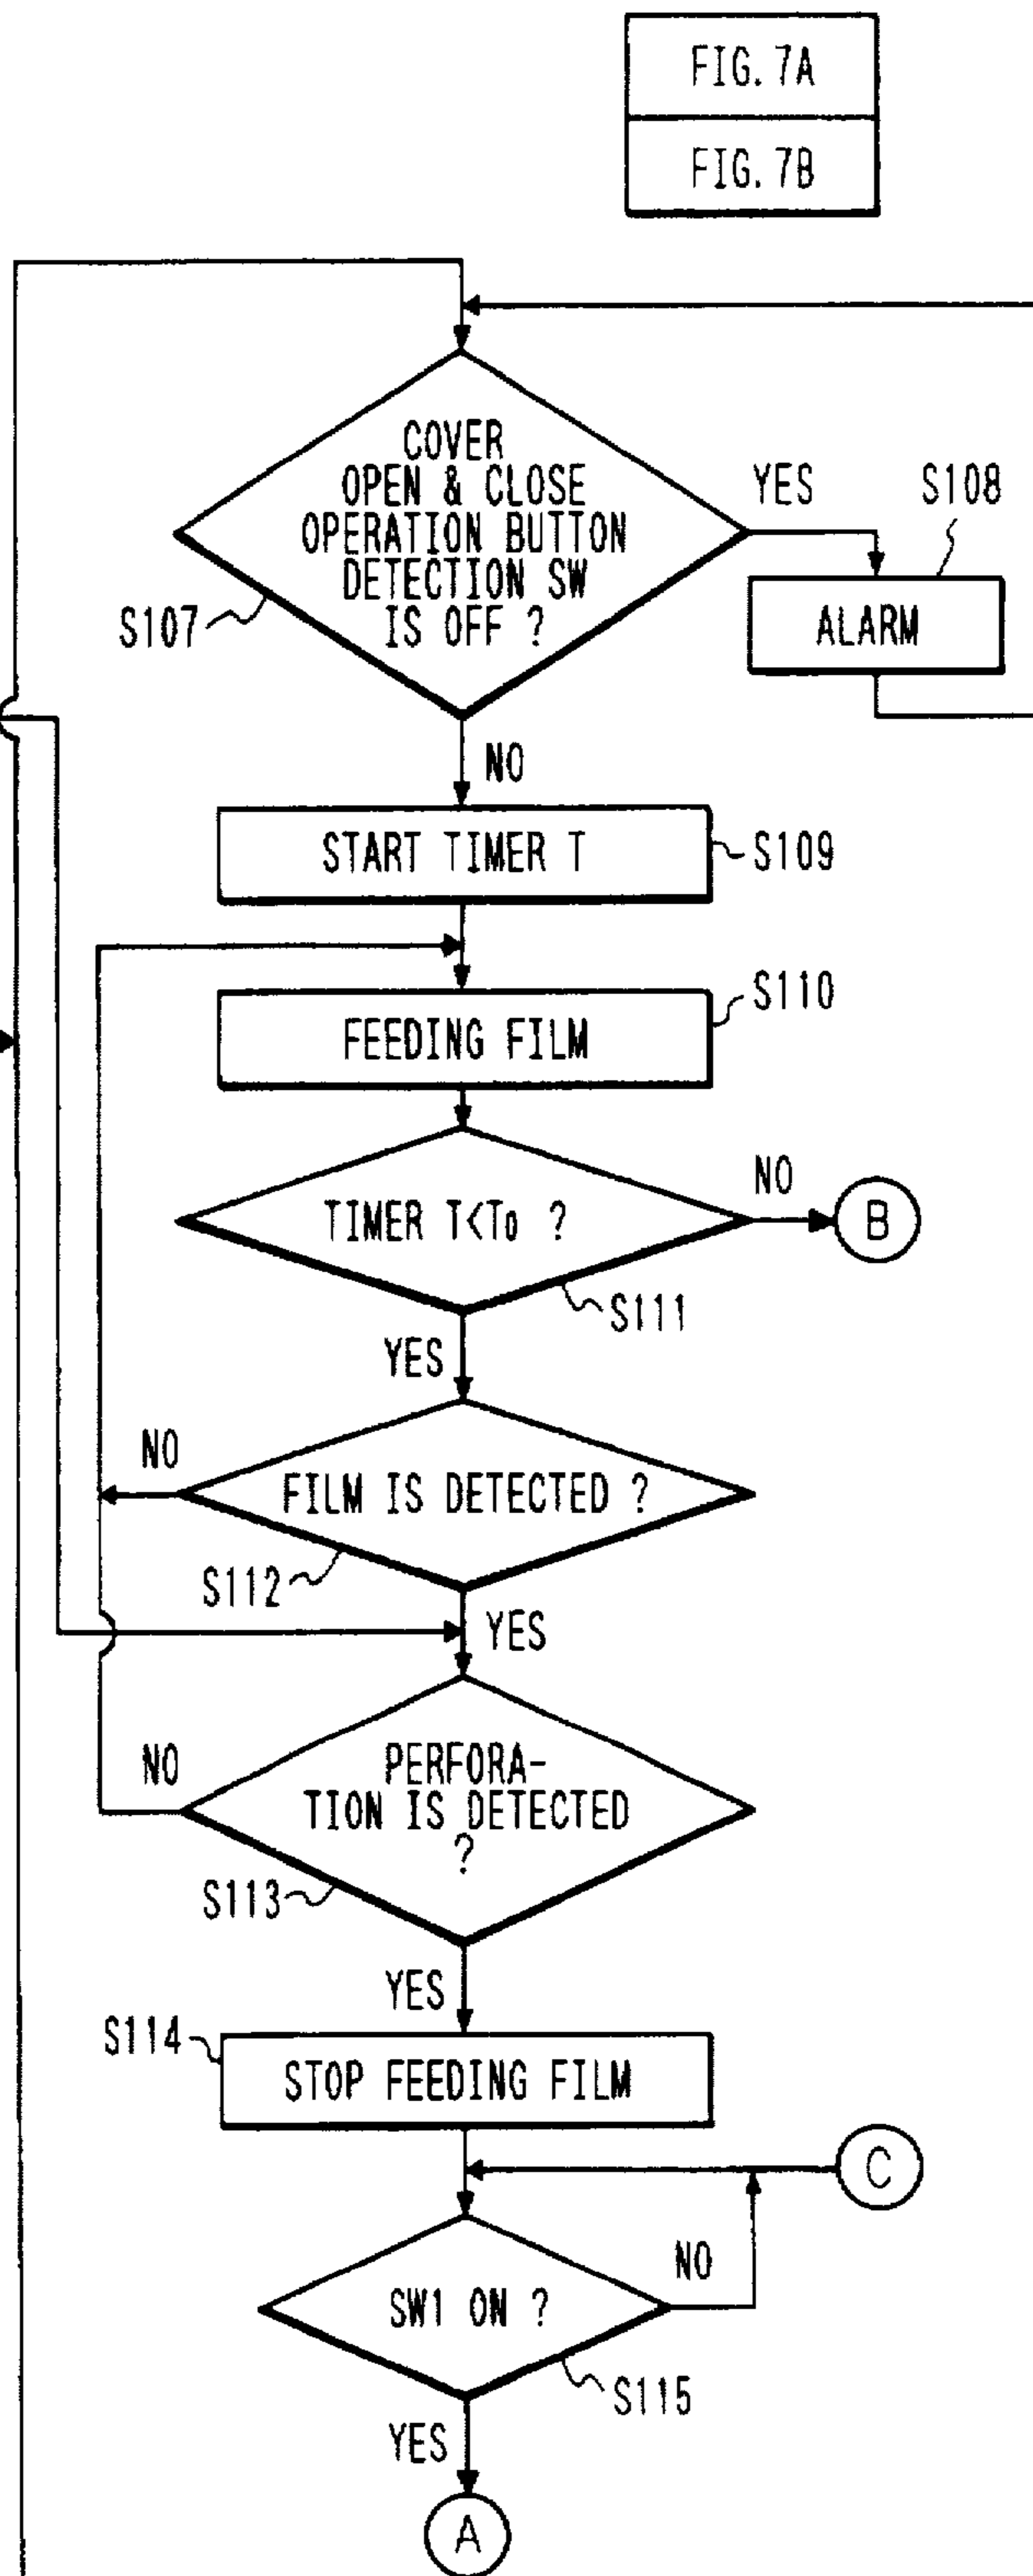 FIG. 7A
FIG. 7B
COVER
OPEN & CLOSE
OPERATION BUTTON
DETECTION SW
IS OFF ?
S107
YES
S108
ALARM
NO
START TIMER T
S109
FEEDING FILM
S110
TIMER T<T0 ?
NO
B
S111
YES
NO
FILM IS DETECTED ?
S112
YES
NO
PERFORA-
TION IS DETECTED
?
S113
YES
S114
STOP FEEDING FILM
C
SW1 ON ?
NO
S115
YES
A